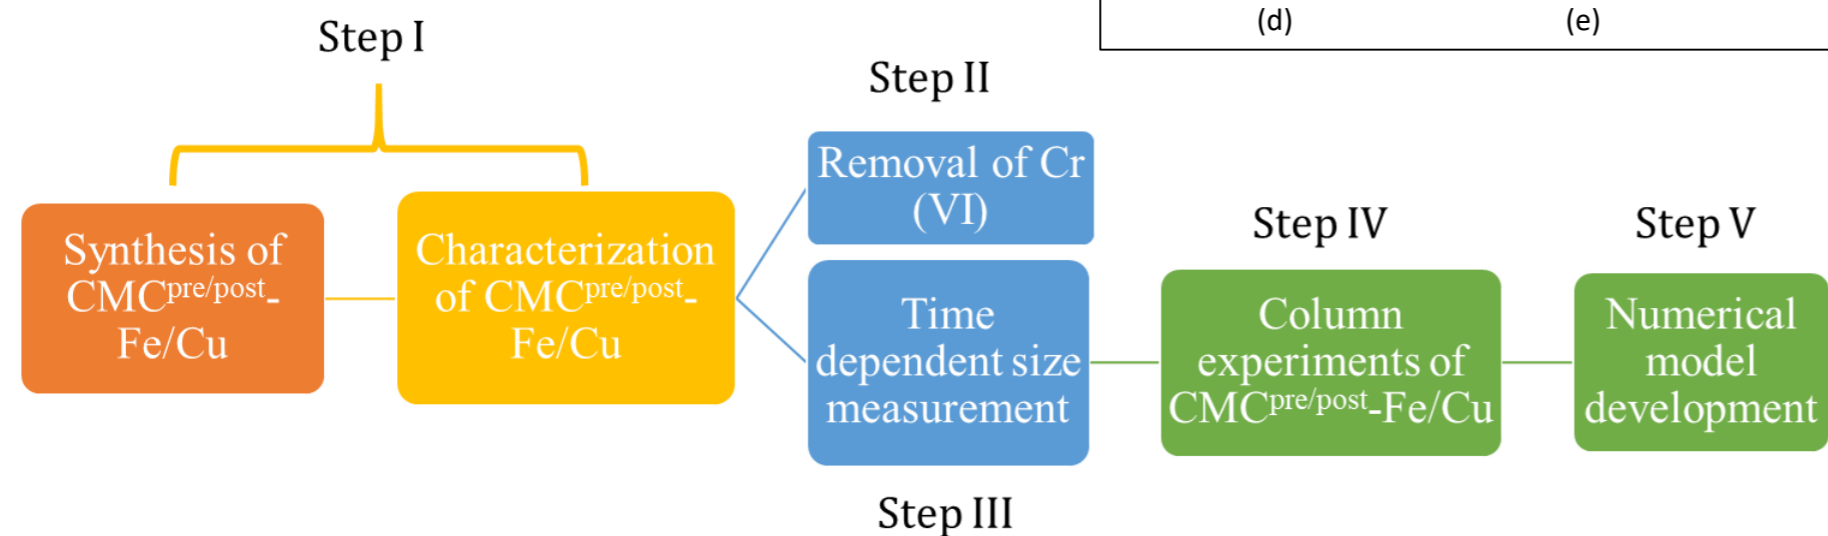 (d) (e)
Step I
Step II
Synthesis of
CMCpre/post-
Fe/Cu
Characterization
of CMCpre/post-
Fe/Cu
Removal of Cr
(VI)
Time
dependent size
measurement
Step III
Step IV
Column
experiments of
CMCpre/post-Fe/Cu
Step V
Numerical
model
development